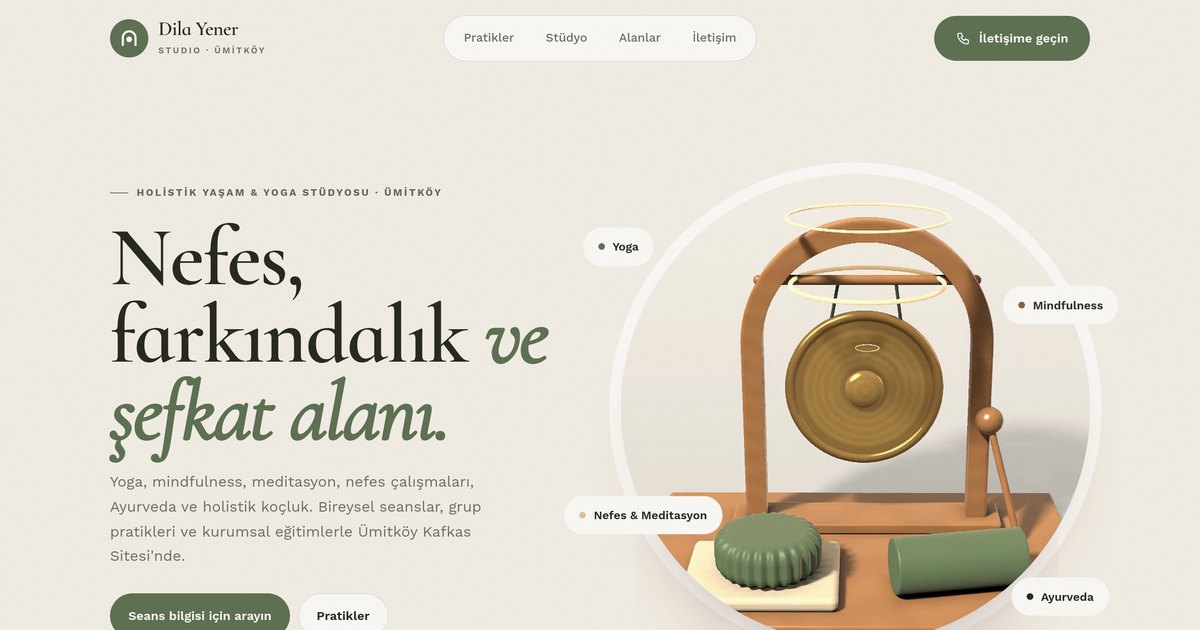 Dila Yener
STUDIO · ÜMİTKÖY
Pratikler
Stüdyo
Alanlar
İletişim
İletişime geçin
HOLİSTİK YAŞAM & YOGA STÜDYOSU · ÜMİTKÖY
Nefes,
farkındalık ve
şefkat alanı.
Yoga, mindfulness, meditasyon, nefes çalışmaları,
Ayurveda ve holistik koçluk. Bireysel seanslar, grup
pratikleri ve kurumsal eğitimlerle Ümitköy Kafkas
Sitesi'nde.
Seans bilgisi için arayın
Pratikler
Yoga
Mindfulness
Nefes & Meditasyon
Ayurveda